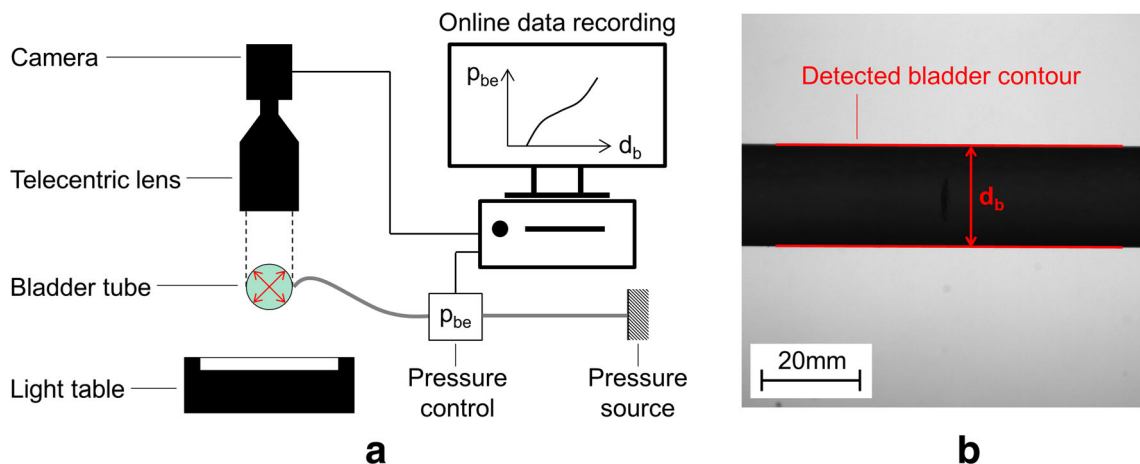 Online data recording
Camera
p_be
d_b
Telecentric lens
Bladder tube
p_be
Light table
Pressure
control
Pressure
source
a
Detected bladder contour
d_b
20mm
b